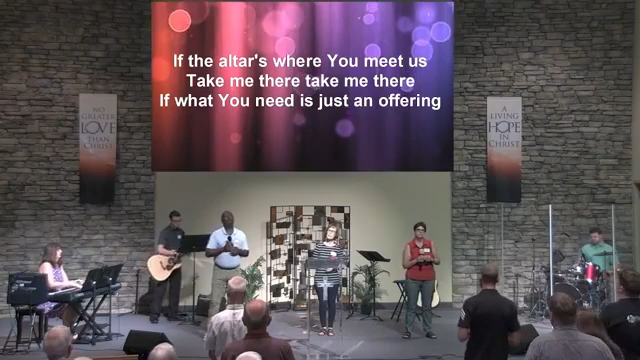 If the altar's where You meet us
Take me there take me there
If what You need is just an offering
NO
GREATER
LOVE
THAN
CHRIST
A
LIVING
HOPE
IN
CHRIST